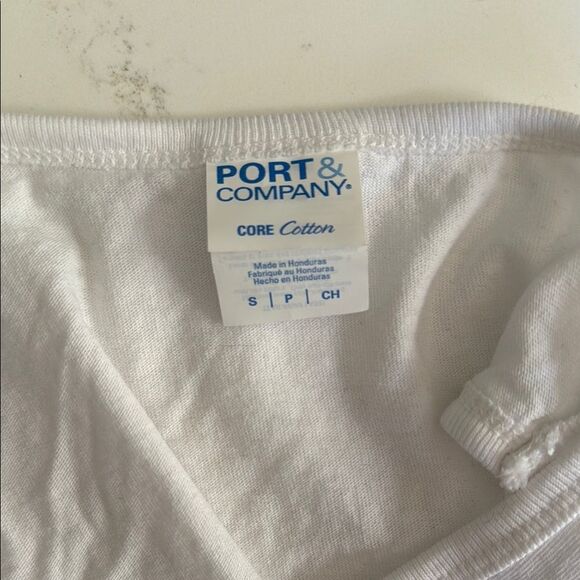 PORT &
COMPANY®
CORE Cotton
Made in Honduras
Fabriqué au Honduras
Hecho en Honduras
S | P | CH